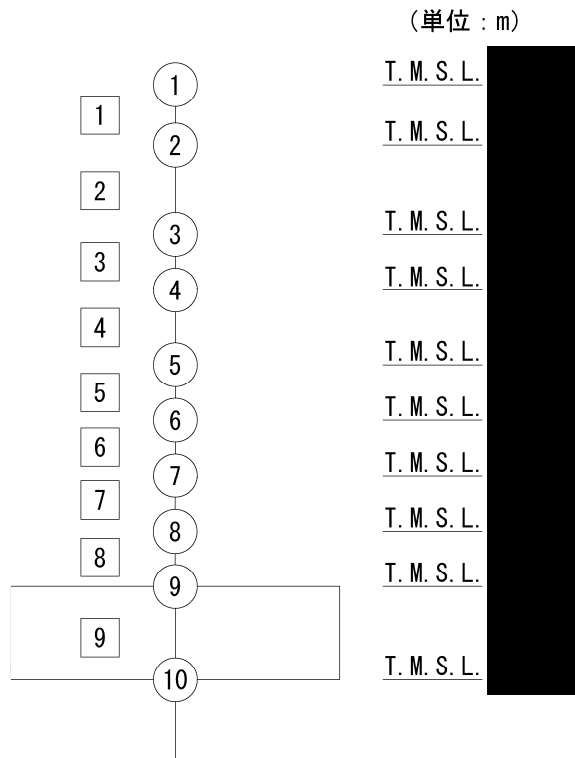 (単位：m)
1 T.M.S.L.
1
2 T.M.S.L.
2
3 T.M.S.L.
3
4 T.M.S.L.
4
5 T.M.S.L.
5
6 T.M.S.L.
6
7 T.M.S.L.
7
8 T.M.S.L.
8
9 T.M.S.L.
9
10 T.M.S.L.